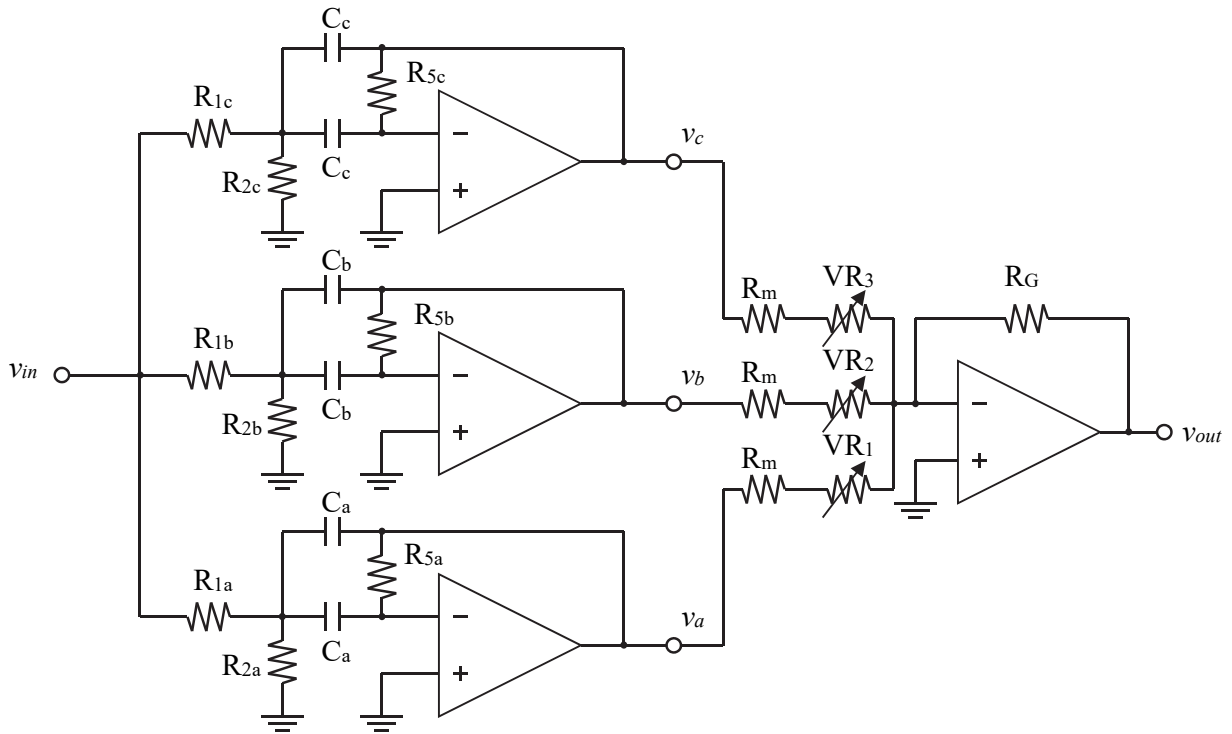 Cc
R1c
R5c
Cc
R2c
vc
Cb
R1b
R5b
Cb
R2b
vin
vb
Rm
VR3
RG
Rm
VR2
Rm
VR1
vout
Ca
R1a
R5a
Ca
R2a
va
−
+
−
+
−
+
−
+